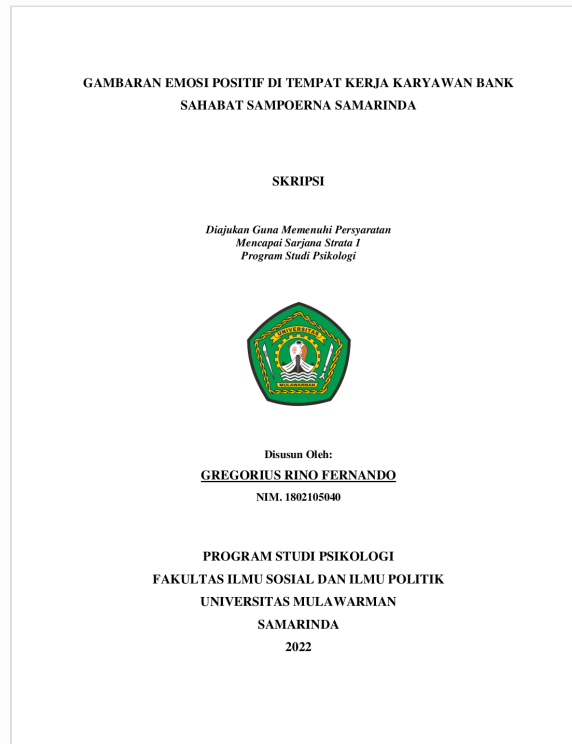 GAMBARAN EMOSI POSITIF DI TEMPAT KERJA KARYAWAN BANK
SAHABAT SAMPOERNA SAMARINDA
SKRIPSI
Diajukan Guna Memenuhi Persyaratan
Mencapai Sarjana Strata 1
Program Studi Psikologi
UNIVERSITAS
MULAWARMAN
Disusun Oleh:
GREGORIUS RINO FERNANDO
NIM. 1802105040
PROGRAM STUDI PSIKOLOGI
FAKULTAS ILMU SOSIAL DAN ILMU POLITIK
UNIVERSITAS MULAWARMAN
SAMARINDA
2022